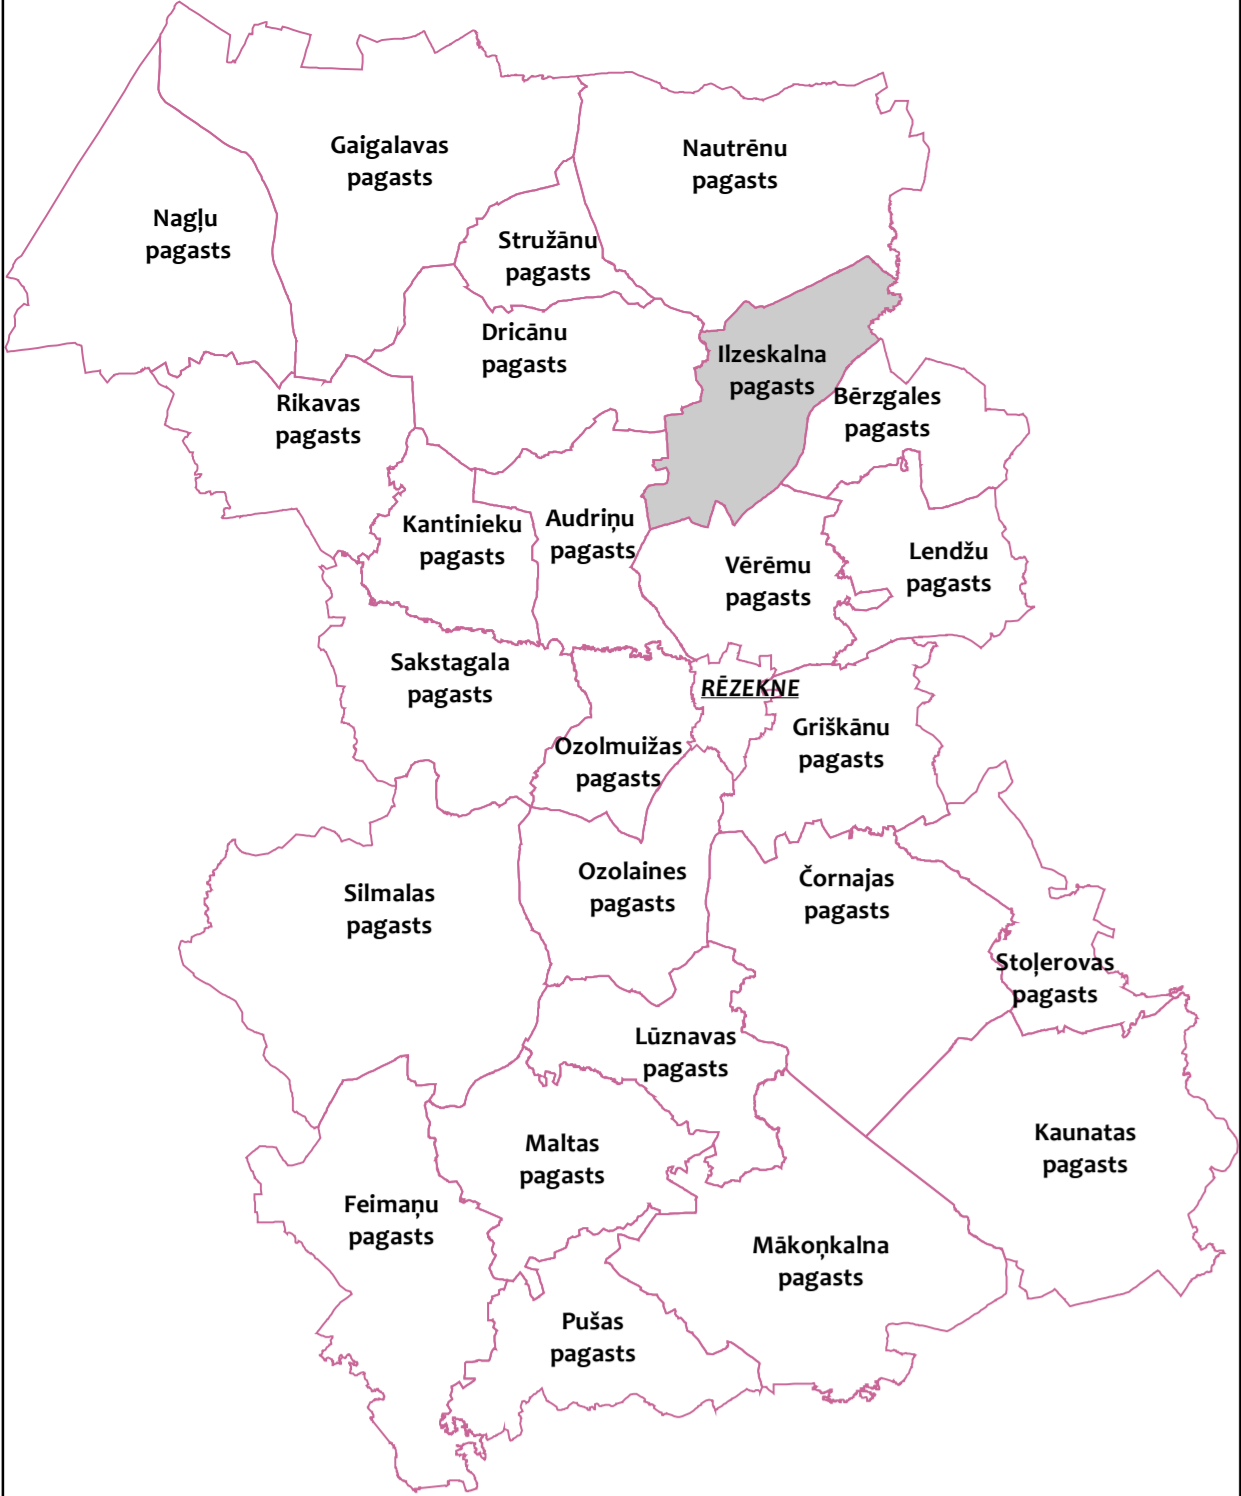 Gaigalavas
pagasts
Nautrēnu
pagasts
Nagļu
pagasts
Stružānu
pagasts
Dricānu
pagasts
Ilzeskalna
pagasts
Rikavas
pagasts
Bērzgales
pagasts
Kantinieku
pagasts
Audriņu
pagasts
Vērēmu
pagasts
Lendžu
pagasts
Sakstagala
pagasts
RĒZEKNE
Ozolmuižas
pagasts
Griškānu
pagasts
Silmalas
pagasts
Ozolaines
pagasts
Čornajas
pagasts
Stoļerovas
pagasts
Lūznavas
pagasts
Maltas
pagasts
Kaunatas
pagasts
Feimaņu
pagasts
Mākoņkalna
pagasts
Pušas
pagasts